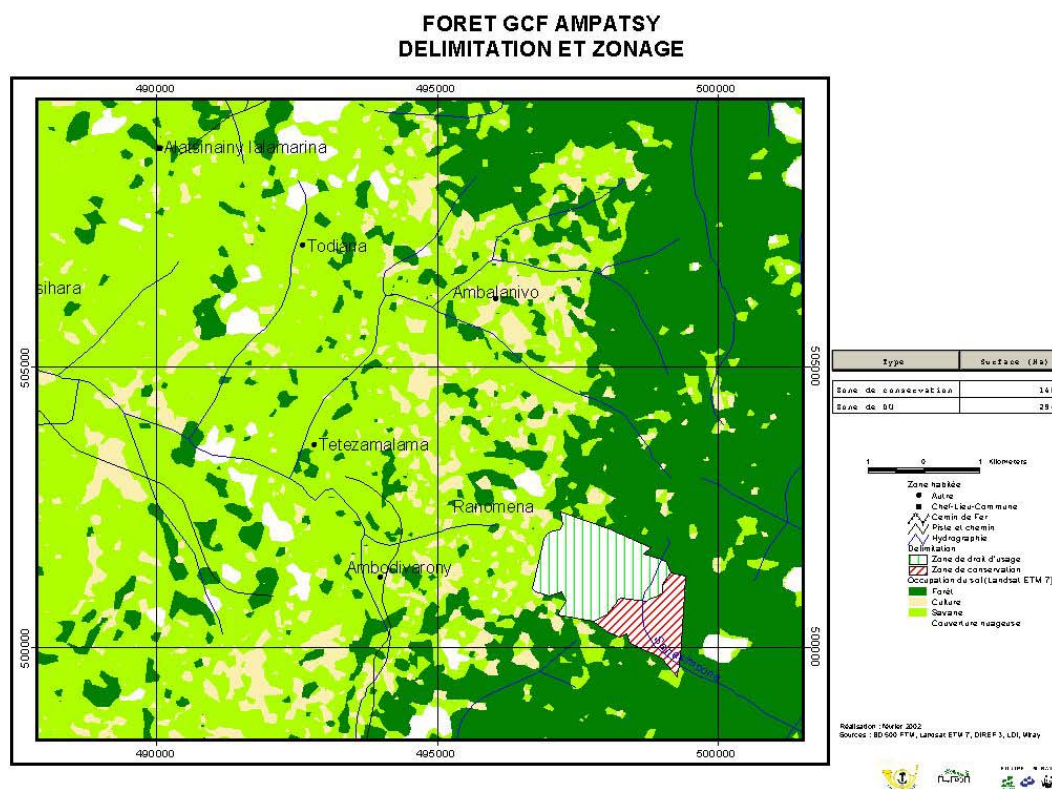 FORET GCF AMPATSY
DELIMITATION ET ZONAGE
490000 495000 500000
Alatsinainy Ialamarina
Todiana
sihara
Ambalanivo
505000 505000
Tetezamalama
Ranomena
Ambodivarony
500000 500000
490000 495000 500000
Type Surface (Ha)
Zone de conservation 14
Zone de DU 29
1 0 1 Kilometers
Zone habitée
Autre
Chef-Lieu-Commune
Cemin de Fer
Piste et chemin
Hydrographie
Delimitation
Zone de droit d'usage
Zone de conservation
Occupation du sol (Landsat ETM 7)
Forêt
Culture
Savane
Couverture nuageuse
Réalisation : février 2002
Sources : BD 500 FTM, Landsat ETM 7, DIREF 3, LDI, Miray